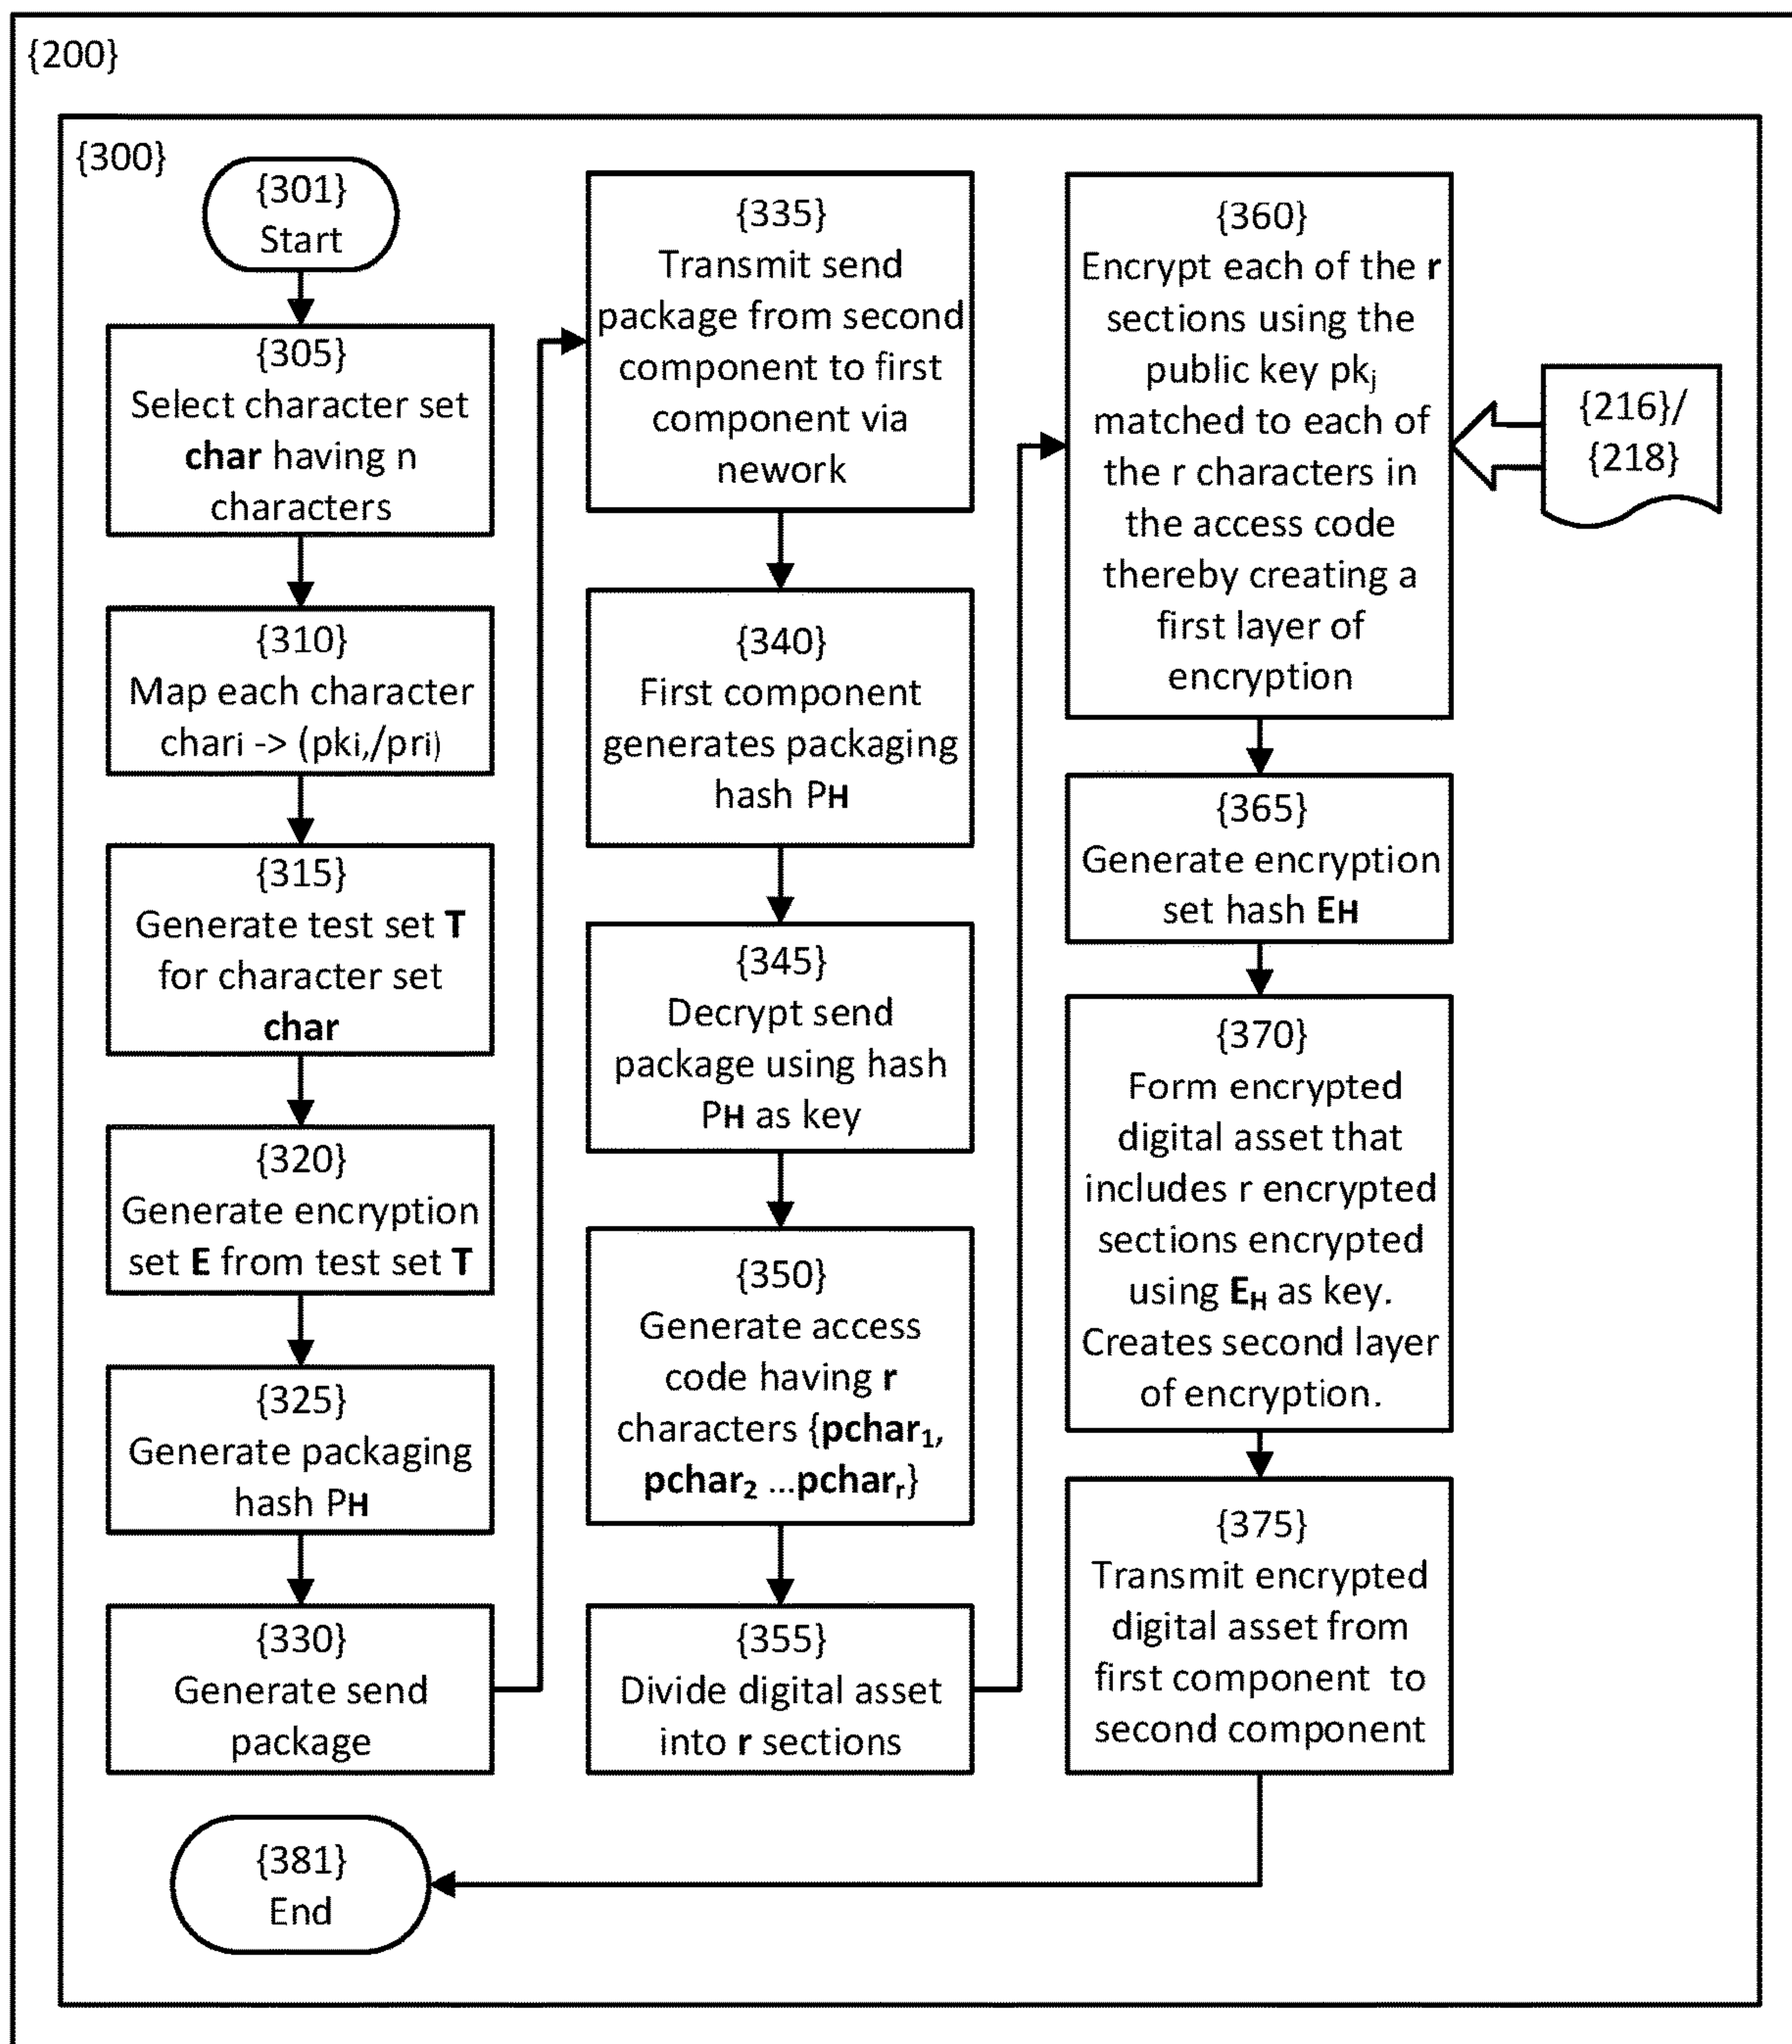 {200}
{300}
{301}
Start
{305}
Select character set
char having n
characters
{310}
Map each character
chari -> (pki,/pri)
{315}
Generate test set T
for character set
char
{320}
Generate encryption
set E from test set T
{325}
Generate packaging
hash PH
{330}
Generate send
package
{335}
Transmit send
package from second
component to first
component via
nework
{340}
First component
generates packaging
hash PH
{345}
Decrypt send
package using hash
PH as key
{350}
Generate access
code having r
characters {pchar1,
pchar2 ...pcharr}
{355}
Divide digital asset
into r sections
{360}
Encrypt each of the r
sections using the
public key pkj
matched to each of
the r characters in
the access code
thereby creating a
first layer of
encryption
{216}/
{218}
{365}
Generate encryption
set hash EH
{370}
Form encrypted
digital asset that
includes r encrypted
sections encrypted
using EH as key.
Creates second layer
of encryption.
{375}
Transmit encrypted
digital asset from
first component to
second component
{381}
End